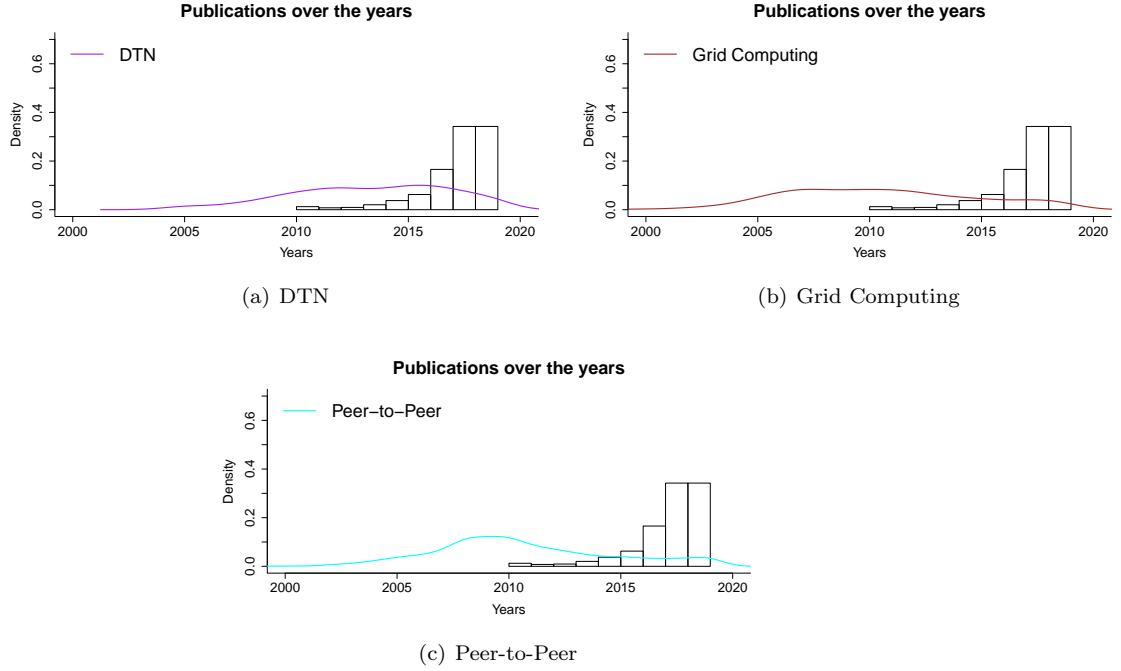 Publications over the years
DTN
Density
0.0 0.2 0.4 0.6
2000 2005 2010 2015 2020
Years
(a) DTN
Publications over the years
Grid Computing
Density
0.0 0.2 0.4 0.6
2000 2005 2010 2015 2020
Years
(b) Grid Computing
Publications over the years
Peer−to−Peer
Density
0.0 0.2 0.4 0.6
2000 2005 2010 2015 2020
Years
(c) Peer-to-Peer